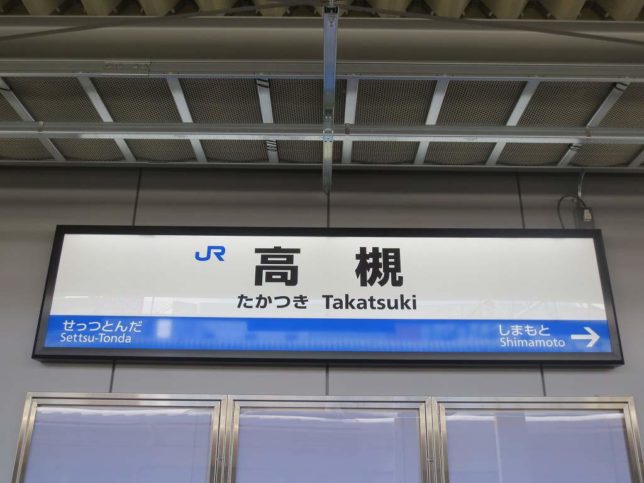 JR 高槻
たかつき Takatsuki
せっつとんだ
Settsu-Tonda
しまもと
Shimamoto